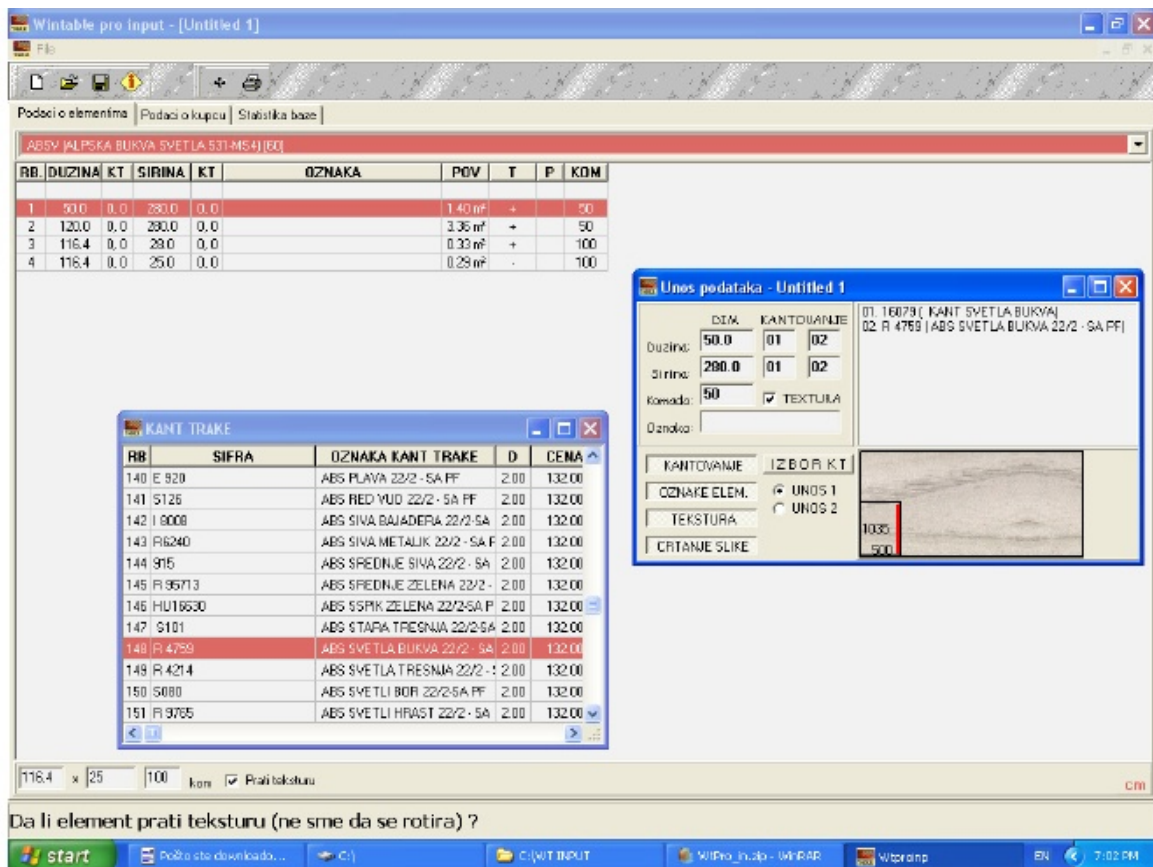 Wintable pro input - [Untitled 1]
File
Podaci o elementima Podaci o kupcu Statistika baze
ABSV (ALPSKA BUKVA SVETLA 531-MS4) [60]
RB. DUZINA KT SIRINA KT OZNAKA POV T P KOM
1 50.0 0, 0 280.0 0, 0 1.40 m² + 50
2 120.0 0, 0 280.0 0, 0 3.36 m² + 50
3 116.4 0, 0 28.0 0, 0 0.33 m² + 100
4 116.4 0, 0 25.0 0, 0 0.29 m² - 100
Unos podataka - Untitled 1
DIM. KANTOVANJE
Duzina: 50.0 01 02
Sirina: 280.0 01 02
Komada: 50 TEXTURA
Oznaka:
01. 16079 ( KANT SVETLA BUKVA)
02. R 4759 (ABS SVETLA BUKVA 22/2 - SA PF)
KANTOVANJE IZBOR KT
OZNAKE ELEM. UNOS 1
TEKSTURA UNOS 2
CRTANJE SLIKE
1035
500
KANT TRAKE
RB SIFRA OZNAKA KANT TRAKE D CENA
140 E 920 ABS PLAVA 22/2 - SA PF 2.00 132.00
141 S126 ABS RED VUD 22/2 - SA PF 2.00 132.00
142 I 8008 ABS SIVA BAJADERA 22/2-SA 2.00 132.00
143 R6240 ABS SIVA METALIK 22/2 - SA F 2.00 132.00
144 915 ABS SREDNJE SIVA 22/2 - SA 2.00 132.00
145 R 95713 ABS SREDNJE ZELENA 22/2 - 2.00 132.00
146 HU16630 ABS SSPIK ZELENA 22/2-SA P 2.00 132.00
147 S101 ABS STARA TRESNJA 22/2-SA 2.00 132.00
148 R 4759 ABS SVETLA BUKVA 22/2 - SA 2.00 132.00
149 R 4214 ABS SVETLA TRESNJA 22/2 - 2.00 132.00
150 S080 ABS SVETLI BOR 22/2-SA PF 2.00 132.00
151 R 9765 ABS SVETLI HRAST 22/2 - SA 2.00 132.00
116.4 x 25 100 kom Prati teksturu cm
Da li element prati teksturu (ne sme da se rotira) ?
start Pošto ste downloado... C:\ C:\WT INPUT WtPro_in.zip - WinRAR Wtproinp EN 7:02 PM